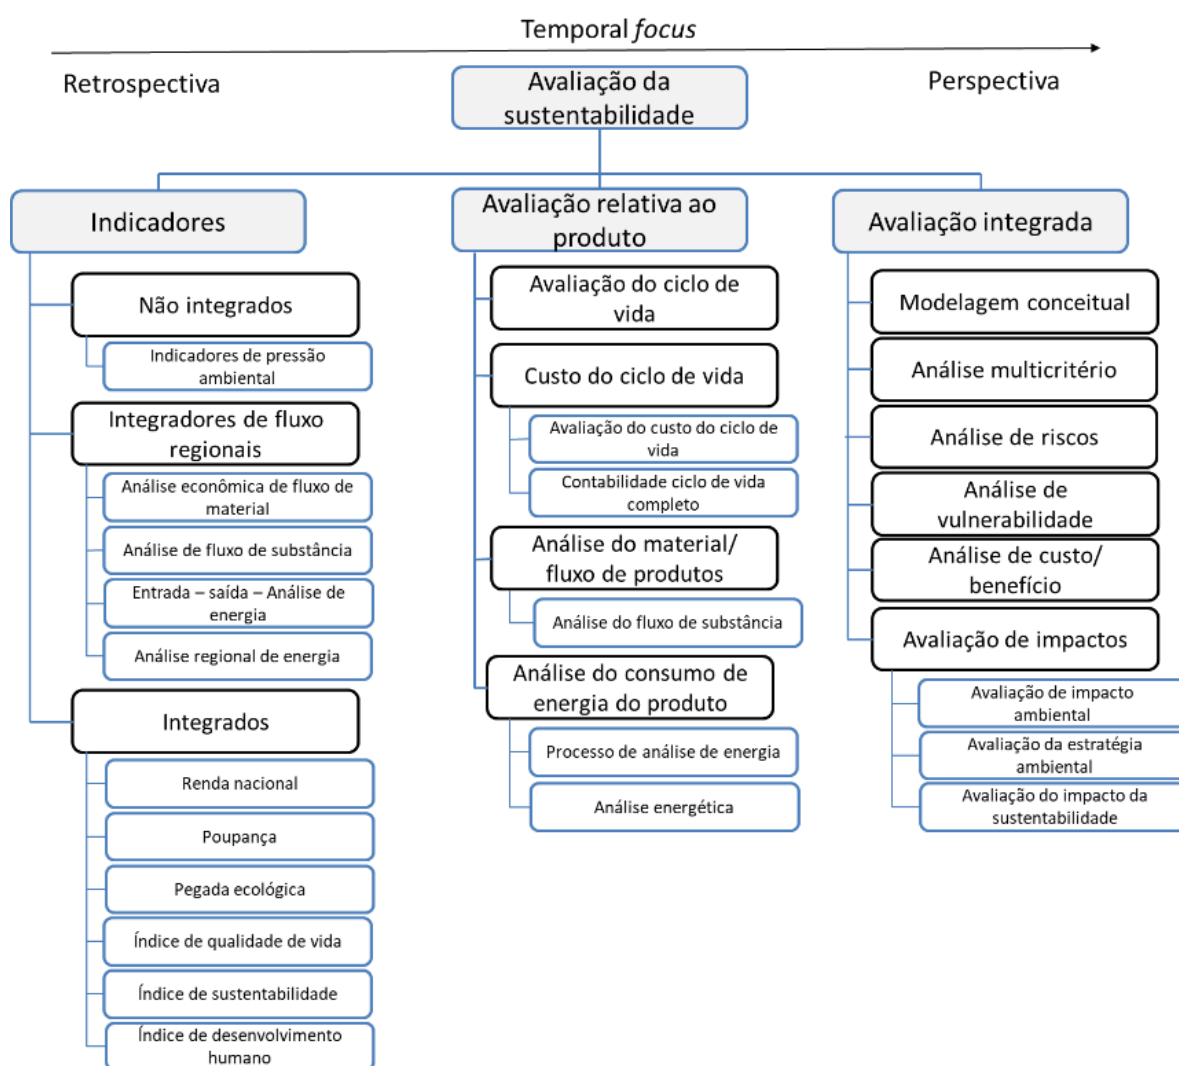 Temporal focus
Retrospectiva
Perspectiva
Avaliação da
sustentabilidade
Indicadores
Não integrados
Indicadores de pressão
ambiental
Integradores de fluxo
regionais
Análise econômica de fluxo de
material
Análise de fluxo de substância
Entrada – saída – Análise de
energia
Análise regional de energia
Integrados
Renda nacional
Poupança
Pegada ecológica
Índice de qualidade de vida
Índice de sustentabilidade
Índice de desenvolvimento
humano
Avaliação relativa ao
produto
Avaliação do ciclo de
vida
Custo do ciclo de vida
Avaliação do custo do ciclo de
vida
Contabilidade ciclo de vida
completo
Análise do material/
fluxo de produtos
Análise do fluxo de substância
Análise do consumo de
energia do produto
Processo de análise de energia
Análise energética
Avaliação integrada
Modelagem conceitual
Análise multicritério
Análise de riscos
Análise de
vulnerabilidade
Análise de custo/
benefício
Avaliação de impactos
Avaliação de impacto
ambiental
Avaliação da estratégia
ambiental
Avaliação do impacto da
sustentabilidade